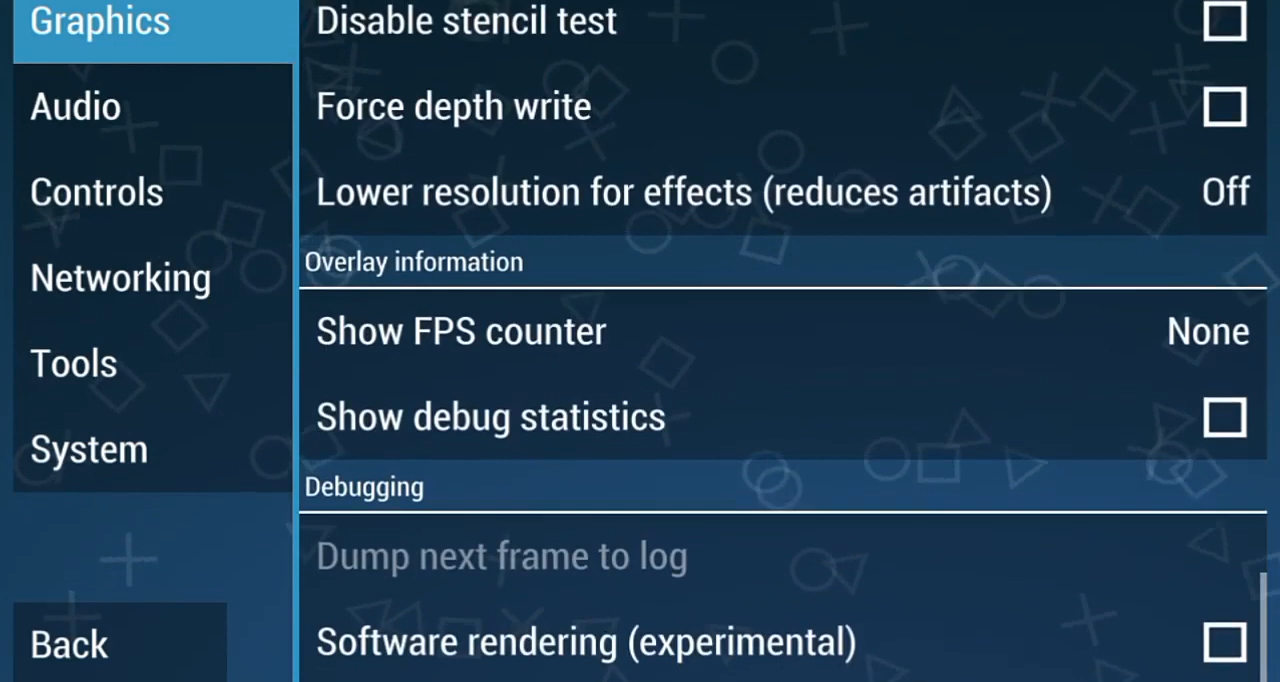 Graphics
Audio
Controls
Networking
Tools
System
Back
Disable stencil test
Force depth write
Lower resolution for effects (reduces artifacts) Off
Overlay information
Show FPS counter None
Show debug statistics
Debugging
Dump next frame to log
Software rendering (experimental)